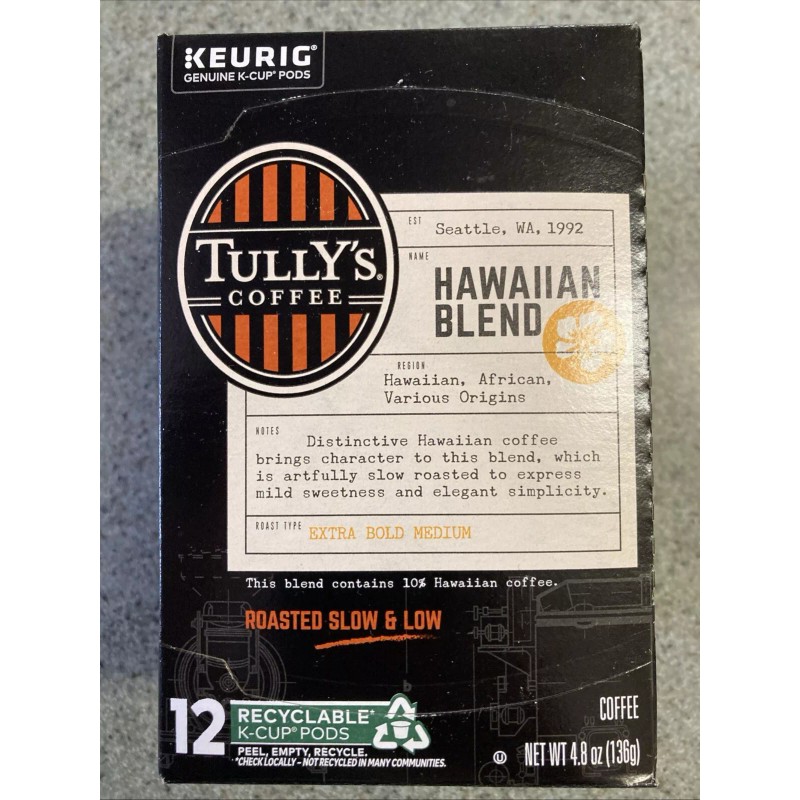 KEURIG®
GENUINE K-CUP® PODS
TULLY'S®
COFFEE
EST Seattle, WA, 1992
NAME
HAWAIIAN
BLEND
REGION
Hawaiian, African,
Various Origins
NOTES
Distinctive Hawaiian coffee
brings character to this blend, which
is artfully slow roasted to express
mild sweetness and elegant simplicity.
ROAST TYPE EXTRA BOLD MEDIUM
This blend contains 10% Hawaiian coffee.
ROASTED SLOW & LOW
b
12 RECYCLABLE*
K-CUP® PODS
PEEL, EMPTY, RECYCLE.
*CHECK LOCALLY – NOT RECYCLED IN MANY COMMUNITIES.
COFFEE
U NET WT 4.8 oz (136g)